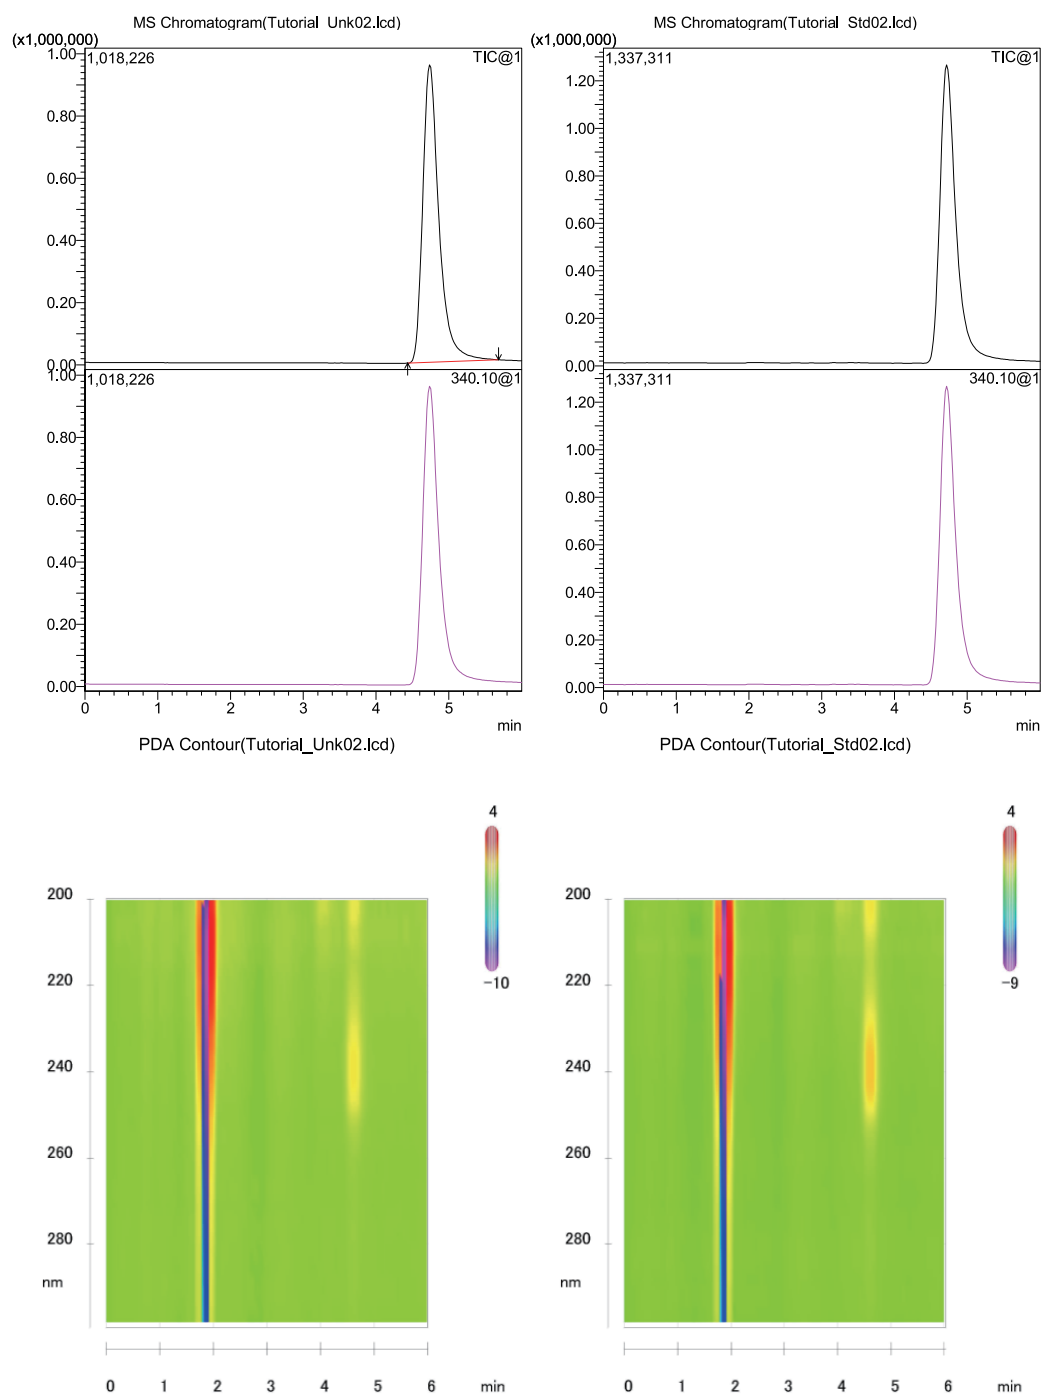 MS Chromatogram(Tutorial Unk02.lcd)
(x1,000,000)
1,018,226
TIC@1
1.00
0.80
0.60
0.40
0.20
0.00
1,018,226
340.10@1
1.00
0.80
0.60
0.40
0.20
0.00
0 1 2 3 4 5
min
MS Chromatogram(Tutorial Std02.lcd)
(x1,000,000)
1,337,311
TIC@1
1.20
1.00
0.80
0.60
0.40
0.20
0.00
1,337,311
340.10@1
1.20
1.00
0.80
0.60
0.40
0.20
0.00
0 1 2 3 4 5
min
PDA Contour(Tutorial_Unk02.lcd)
4
-10
200
220
240
260
280
nm
0 1 2 3 4 5 6 min
PDA Contour(Tutorial_Std02.lcd)
4
-9
200
220
240
260
280
nm
0 1 2 3 4 5 6 min